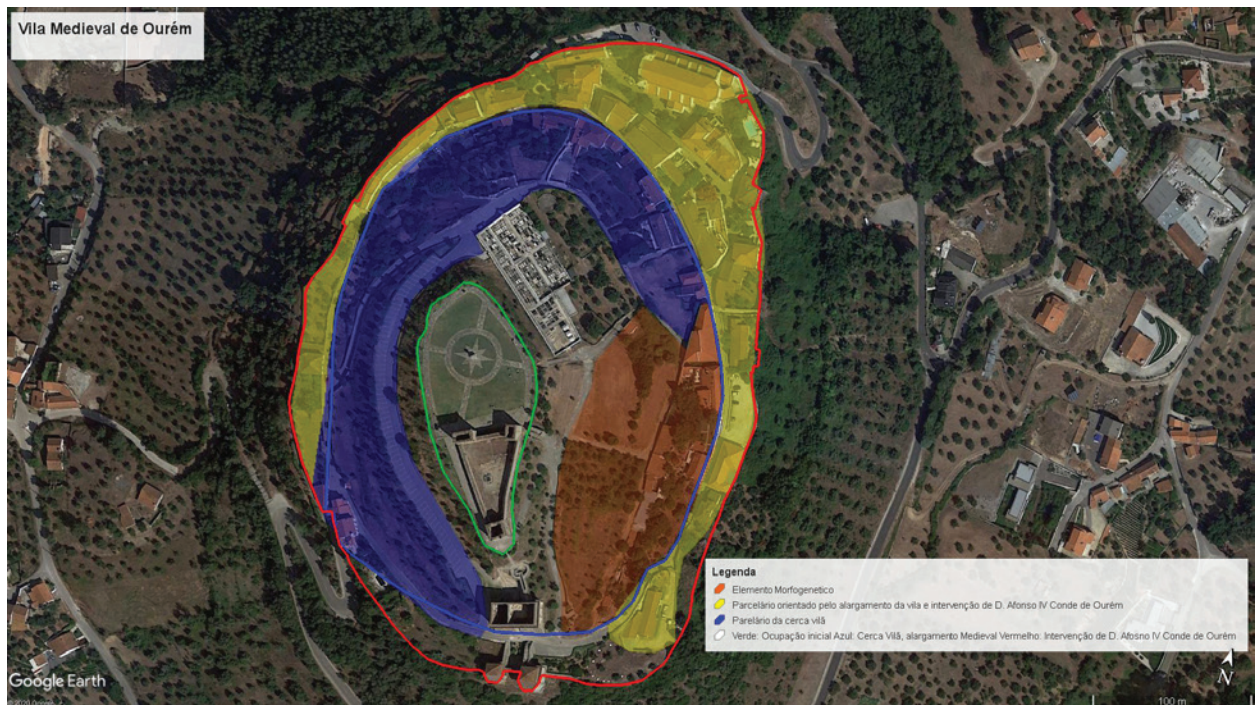 Vila Medieval de Ourém
Legenda
Elemento Morfogenetico
Parcelário orientado pelo alargamento da vila e intervenção de D. Afonso IV Conde de Ourém
Parelário da cerca vilã
Verde: Ocupação inicial Azul: Cerca Vilã, alargamento Medieval Vermelho: Intervenção de D. Afosno IV Conde de Ourém
N
Google Earth
100 m